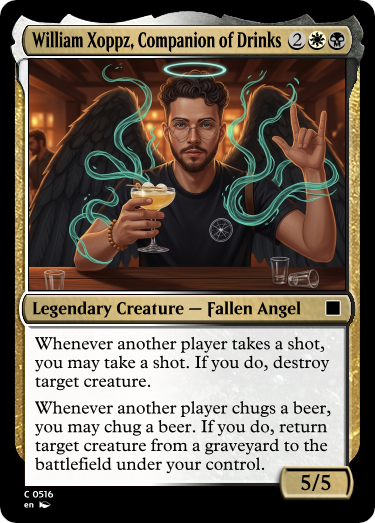 William Xoppz, Companion of Drinks 2
Legendary Creature — Fallen Angel
Whenever another player takes a shot,
you may take a shot. If you do, destroy
target creature.
Whenever another player chugs a beer,
you may chug a beer. If you do, return
target creature from a graveyard to the
battlefield under your control.
5/5
C 0516
en